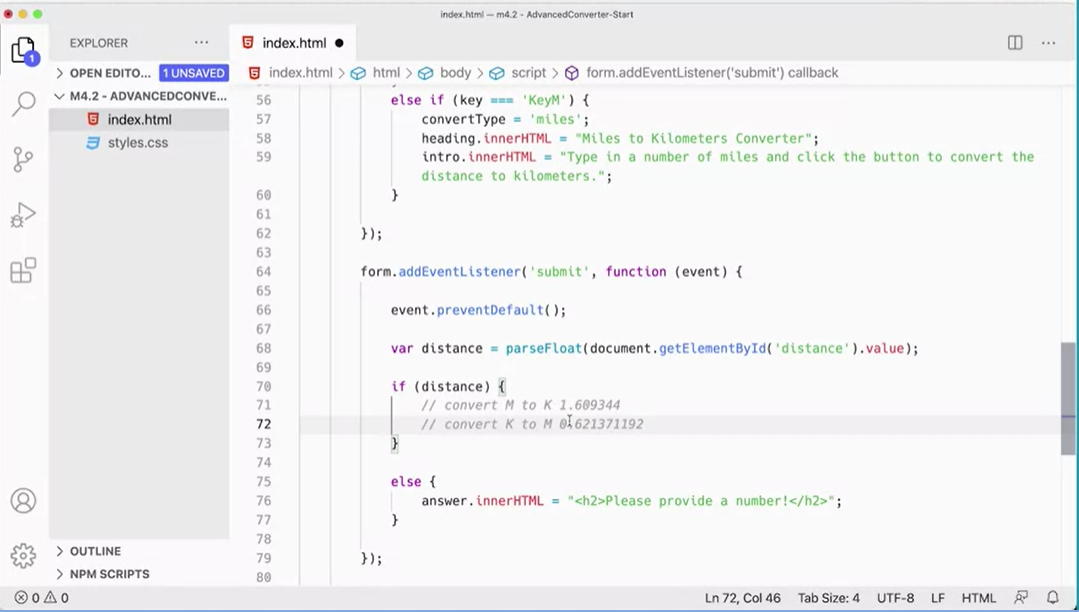 index.html — m4.2 - AdvancedConverter-Start
EXPLORER ···
index.html ●
···
1
OPEN EDITO... 1 UNSAVED
index.html > html > body > script > form.addEventListener('submit') callback
M4.2 - ADVANCEDCONVE...
index.html
styles.css
56 else if (key === 'KeyM') {
57 convertType = 'miles';
58 heading.innerHTML = "Miles to Kilometers Converter";
59 intro.innerHTML = "Type in a number of miles and click the button to convert the
distance to kilometers.";
60 }
61
62 });
63
64 form.addEventListener('submit', function (event) {
65
66 event.preventDefault();
67
68 var distance = parseFloat(document.getElementById('distance').value);
69
70 if (distance) {
71 // convert M to K 1.609344
72 // convert K to M 0.621371192
73 }
74
75 else {
76 answer.innerHTML = "<h2>Please provide a number!</h2>";
77 }
78
79 });
80
OUTLINE
NPM SCRIPTS
0 0
Ln 72, Col 46 Tab Size: 4 UTF-8 LF HTML